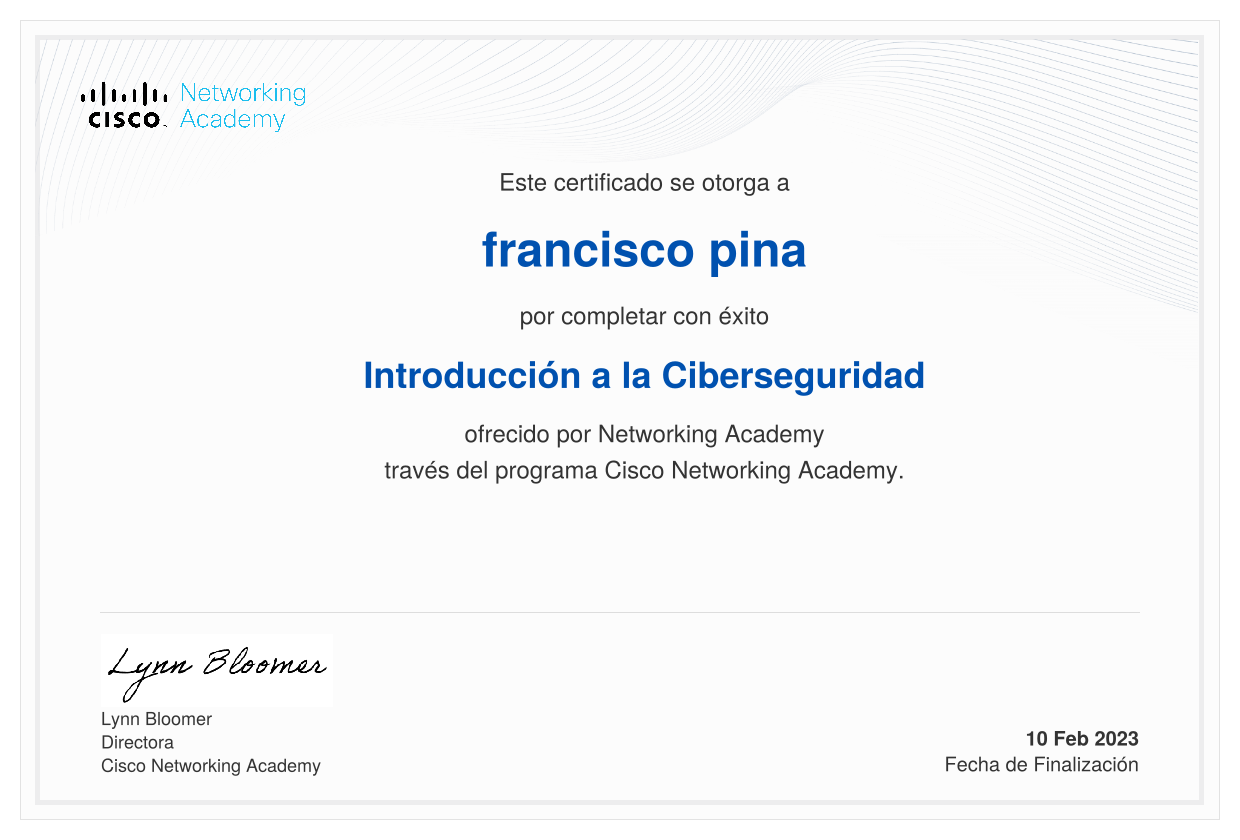 Networking
CISCO. Academy
Este certificado se otorga a
francisco pina
por completar con éxito
Introducción a la Ciberseguridad
ofrecido por Networking Academy
través del programa Cisco Networking Academy.
Lynn Bloomer
Lynn Bloomer
Directora
Cisco Networking Academy
10 Feb 2023
Fecha de Finalización